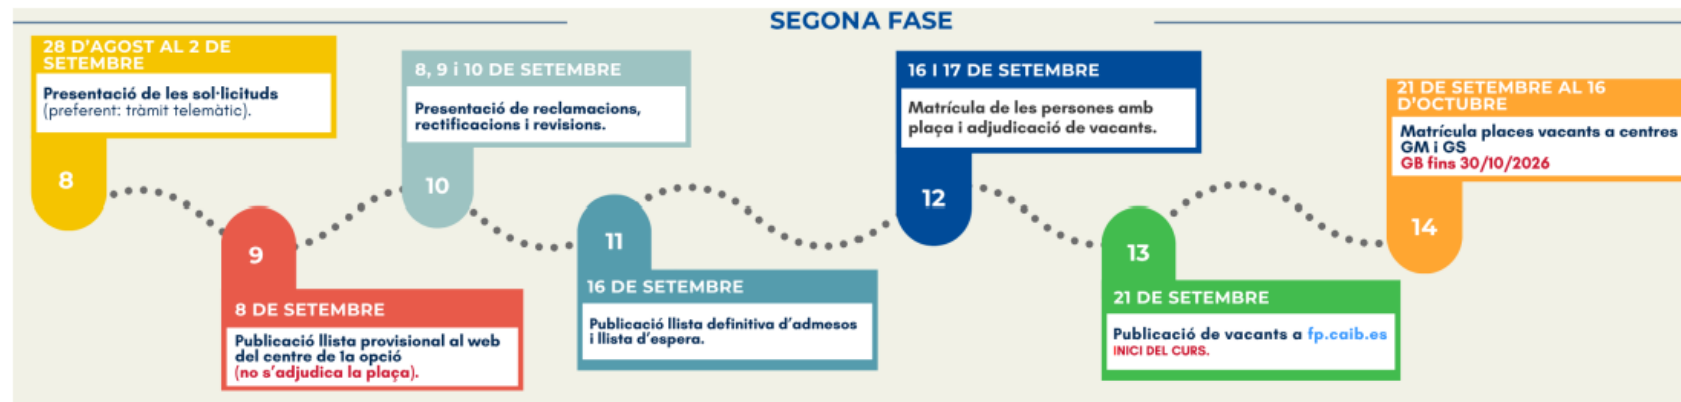 SEGONA FASE
28 D'AGOST AL 2 DE
SETEMBRE
Presentació de les sol·licituds
(preferent: tràmit telemàtic).
8
9
8 DE SETEMBRE
Publicació llista provisional al web
del centre de 1a opció
(no s'adjudica la plaça).
8, 9 i 10 DE SETEMBRE
Presentació de reclamacions,
rectificacions i revisions.
10
11
16 DE SETEMBRE
Publicació llista definitiva d'admesos
i llista d'espera.
16 I 17 DE SETEMBRE
Matrícula de les persones amb
plaça i adjudicació de vacants.
12
13
21 DE SETEMBRE
Publicació de vacants a fp.caib.es
INICI DEL CURS.
21 DE SETEMBRE AL 16
D'OCTUBRE
Matrícula places vacants a centres
GM i GS
GB fins 30/10/2026
14